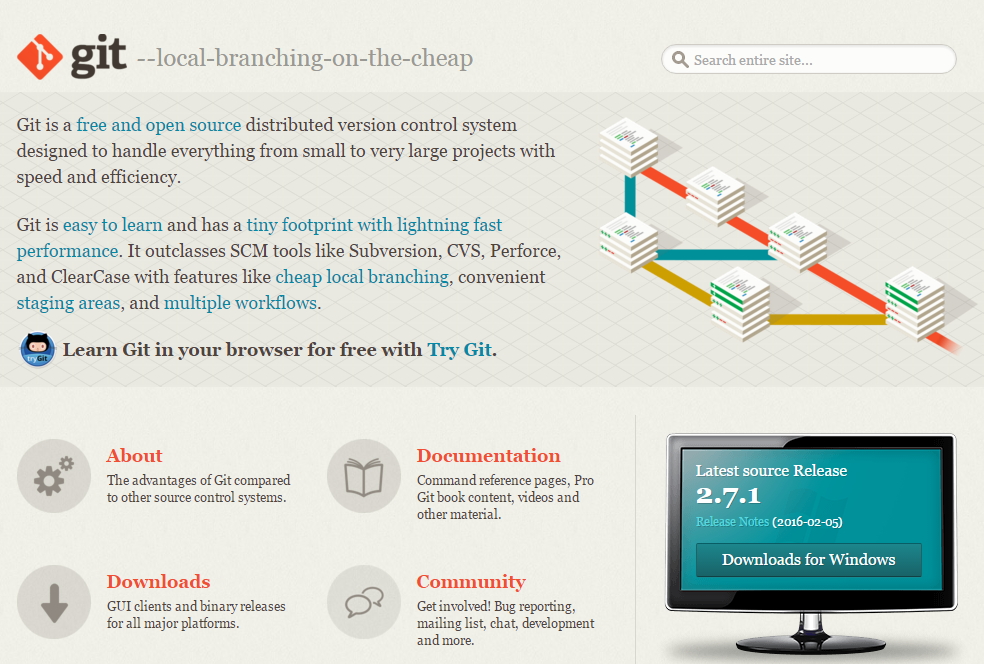 git --local-branching-on-the-cheap
Search entire site...
Git is a free and open source distributed version control system
designed to handle everything from small to very large projects with
speed and efficiency.
Git is easy to learn and has a tiny footprint with lightning fast
performance. It outclasses SCM tools like Subversion, CVS, Perforce,
and ClearCase with features like cheap local branching, convenient
staging areas, and multiple workflows.
tryGit
Learn Git in your browser for free with Try Git.
About
The advantages of Git compared
to other source control systems.
Documentation
Command reference pages, Pro
Git book content, videos and
other material.
Downloads
GUI clients and binary releases
for all major platforms.
Community
Get involved! Bug reporting,
mailing list, chat, development
and more.
Latest source Release
2.7.1
Release Notes (2016-02-05)
Downloads for Windows